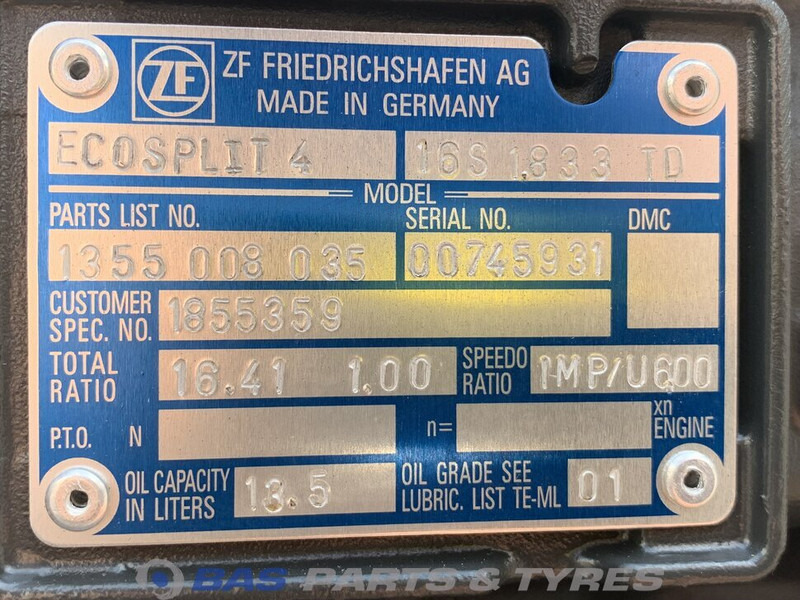 ZF ZF FRIEDRICHSHAFEN AG
MADE IN GERMANY
ECOSPLIT 4 16S 1833 TD
MODEL
PARTS LIST NO. SERIAL NO. DMC
1355 008 035 00745931
CUSTOMER
SPEC. NO. 1855359
TOTAL
RATIO 16.41 1.00 SPEEDO
RATIO 1MP/U600
P.T.O. N n= xn
ENGINE
OIL CAPACITY
IN LITERS 13.5 OIL GRADE SEE
LUBRIC. LIST TE-ML 01
BAS PARTS & TYRES